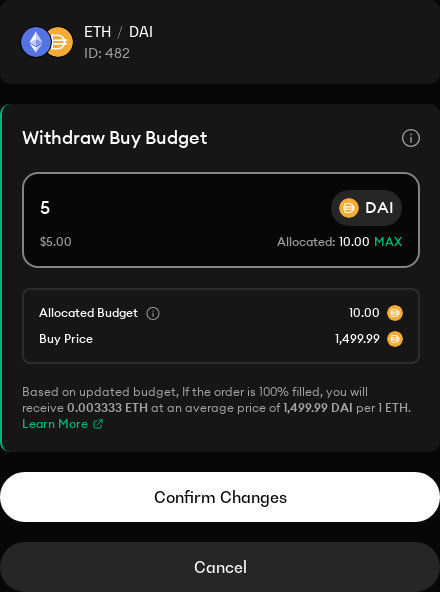 ETH / DAI
ID: 482
Withdraw Buy Budget
5
DAI
$5.00
Allocated: 10.00 MAX
Allocated Budget
10.00
Buy Price
1,499.99
Based on updated budget, If the order is 100% filled, you will
receive 0.003333 ETH at an average price of 1,499.99 DAI per 1 ETH.
Learn More
Confirm Changes
Cancel